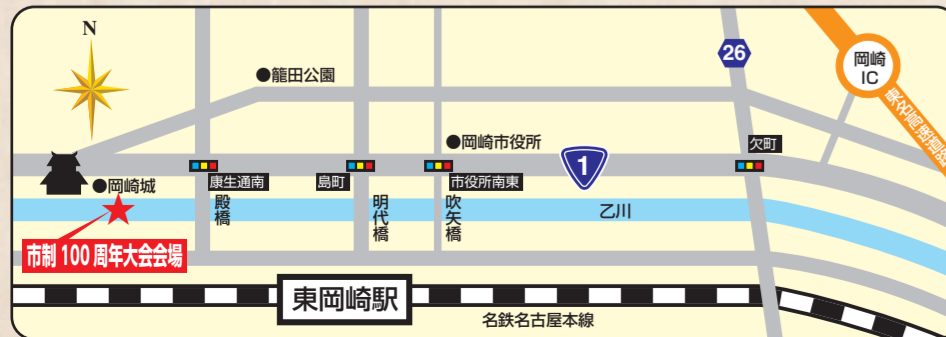 N
●籠田公園
26
岡崎
IC
東名高速道路
●岡崎市役所
欠町
1
●岡崎城
康生通南
島町
市役所南東
殿橋
明代橋
吹矢橋
乙川
市制100周年大会会場
東岡崎駅
名鉄名古屋本線